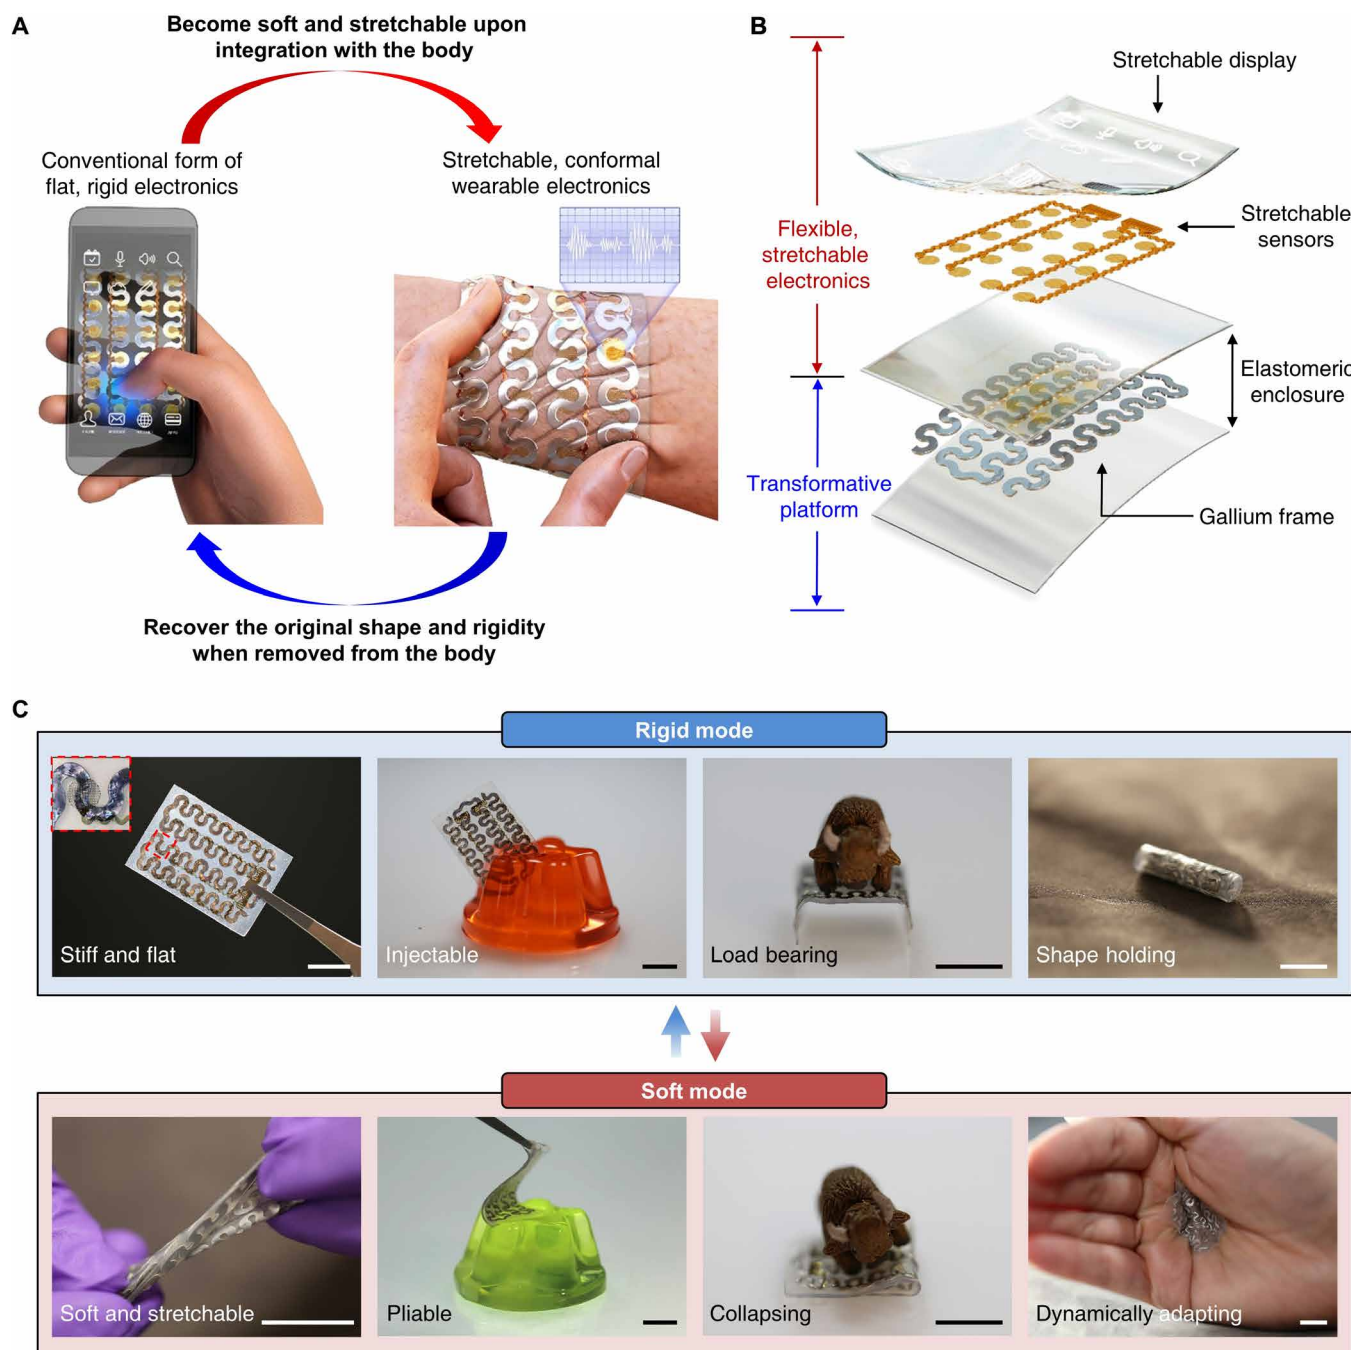 A
Become soft and stretchable upon
integration with the body
Conventional form of
flat, rigid electronics
Stretchable, conformal
wearable electronics
Recover the original shape and rigidity
when removed from the body
B
Stretchable display
Stretchable
sensors
Flexible,
stretchable
electronics
Elastomeric
enclosure
Transformative
platform
Gallium frame
C
Rigid mode
Stiff and flat
Injectable
Load bearing
Shape holding
Soft mode
Soft and stretchable
Pliable
Collapsing
Dynamically adapting